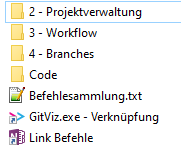 2 - Projektverwaltung
3 - Workflow
4 - Branches
Code
Befehlesammlung.txt
GitViz.exe - Verknüpfung
Link Befehle